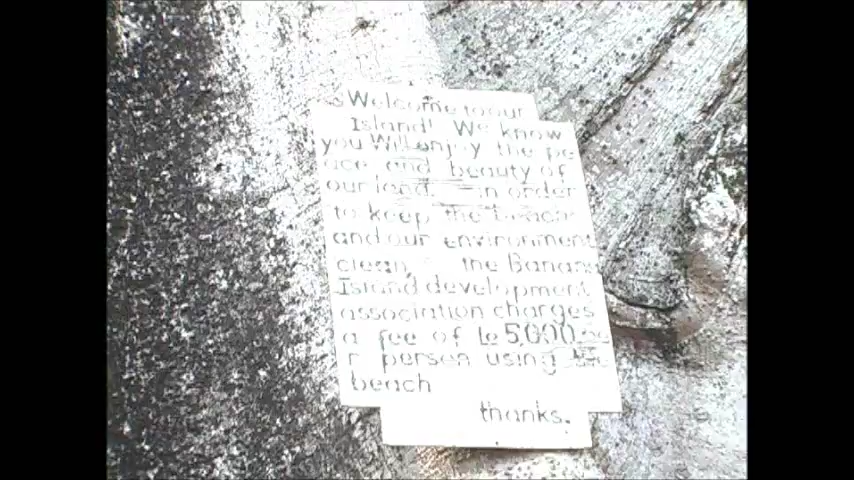 Welcome to our
Island! We know
you Will enjoy the pe
ace and beauty of
our land. in order
to keep the beach
and our environment
clean, the Banana
Island development
association charges
a fee of Le 5,000 pe
r person using the
beach
thanks.